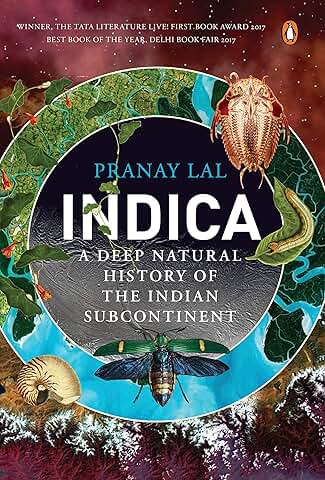 WINNER, THE TATA LITERATURE LIVE! FIRST BOOK AWARD 2017
BEST BOOK OF THE YEAR, DELHI BOOK FAIR 2017
PRANAY LAL
INDICA
A DEEP NATURAL
HISTORY OF
THE INDIAN
SUBCONTINENT